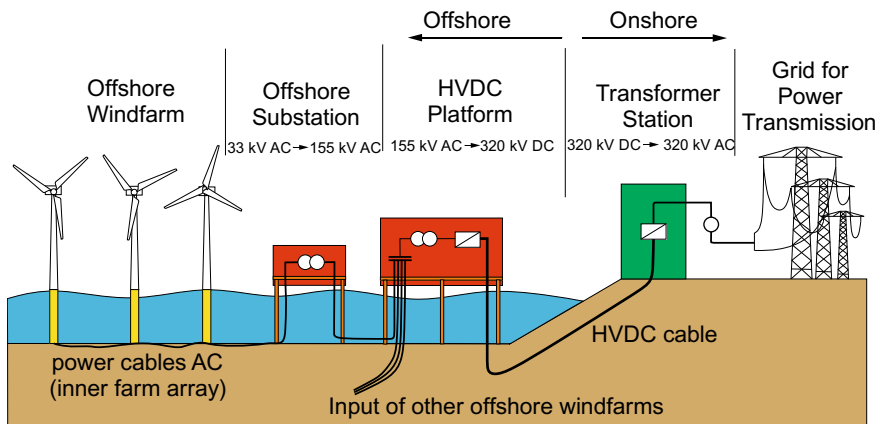 Offshore
Onshore
Offshore
Windfarm
Offshore
Substation
33 kV AC→155 kV AC
HVDC
Platform
155 kV AC→320 kV DC
Transformer
Station
320 kV DC→320 kV AC
Grid for
Power
Transmission
power cables AC
(inner farm array)
HVDC cable
Input of other offshore windfarms